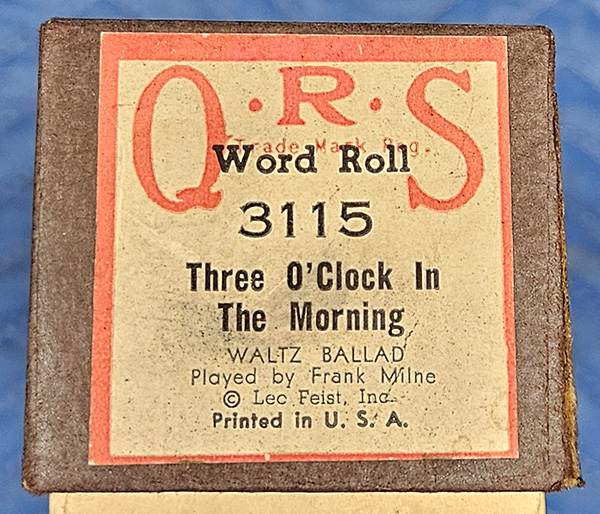 Q·R·S
Trade Mark Reg.
Word Roll
3115
Three O'Clock In
The Morning
WALTZ BALLAD
Played by Frank Milne
© Leo Feist, Inc.
Printed in U. S. A.